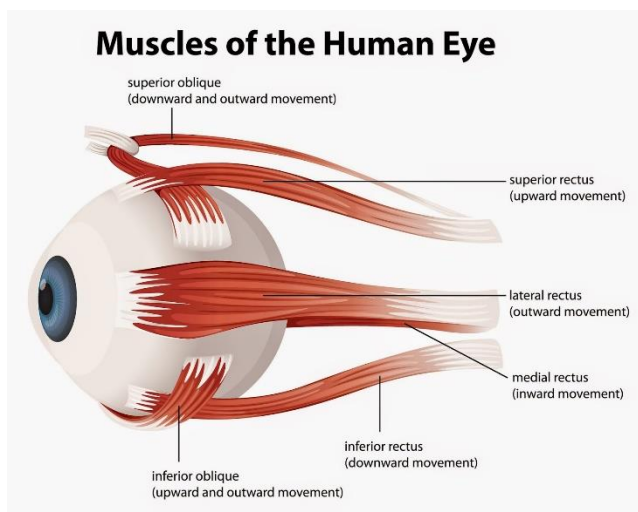 Muscles of the Human Eye
superior oblique
(downward and outward movement)
superior rectus
(upward movement)
lateral rectus
(outward movement)
medial rectus
(inward movement)
inferior rectus
(downward movement)
inferior oblique
(upward and outward movement)